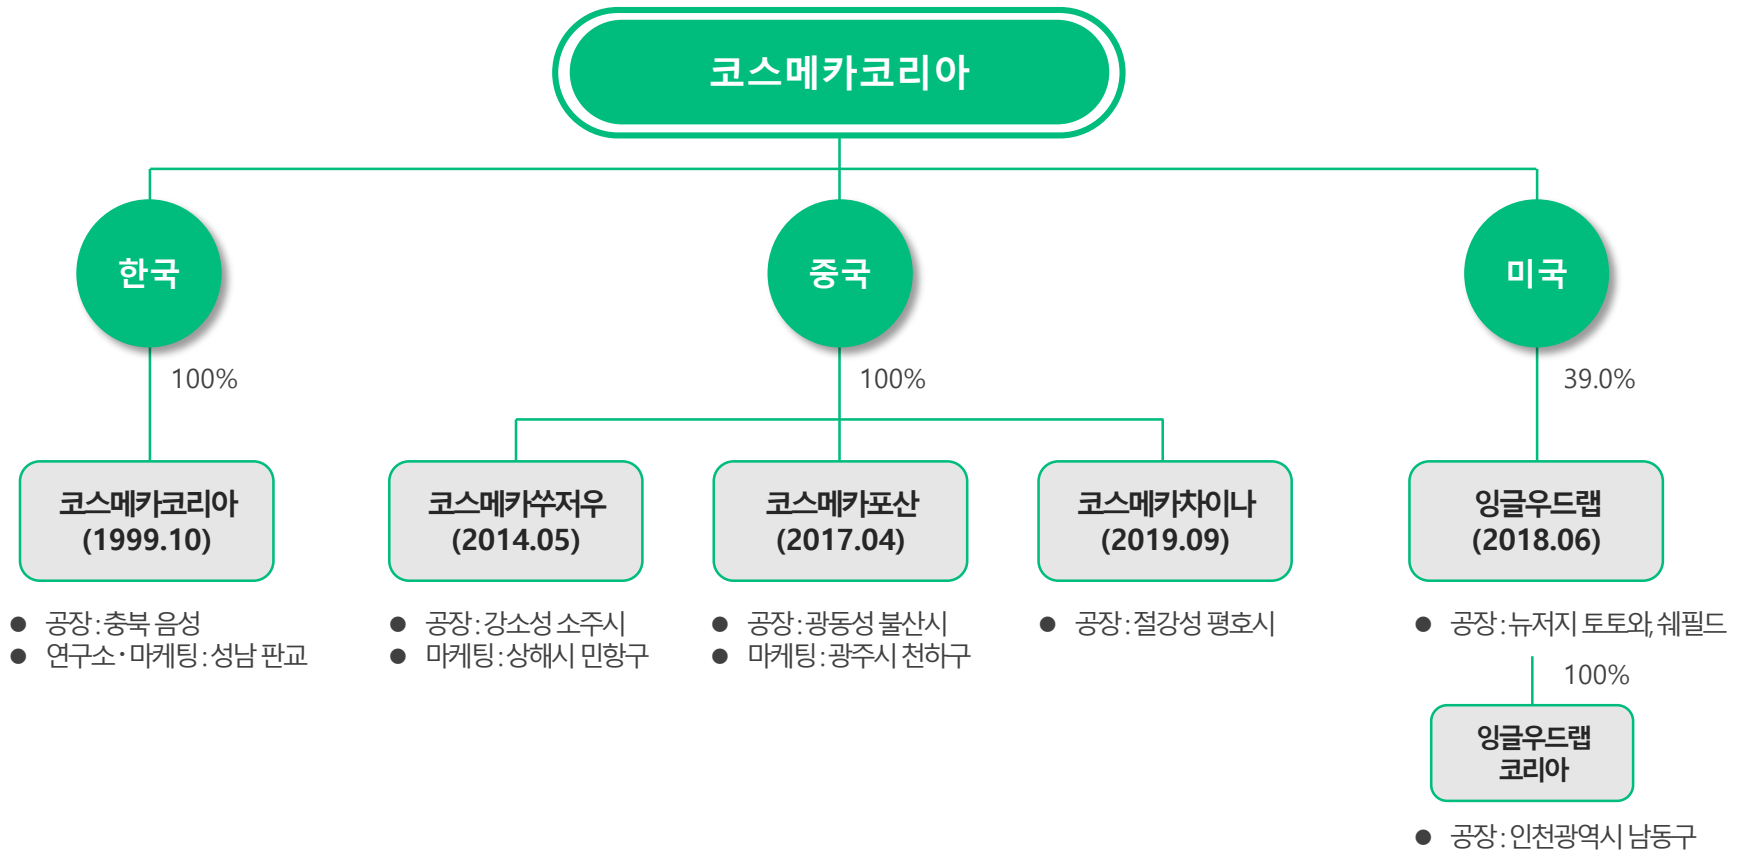 코스메카코리아
한국
중국
미국
100%
100%
39.0%
코스메카코리아
(1999.10)
코스메카쑤저우
(2014.05)
코스메카포산
(2017.04)
코스메카차이나
(2019.09)
잉글우드랩
(2018.06)
● 공장 : 충북 음성
● 연구소・마케팅 : 성남 판교
● 공장 : 강소성 소주시
● 마케팅 : 상해시 민항구
● 공장 : 광동성 불산시
● 마케팅 : 광주시 천하구
● 공장 : 절강성 평호시
● 공장 : 뉴저지 토토와, 쉐필드
100%
잉글우드랩
코리아
● 공장 : 인천광역시 남동구